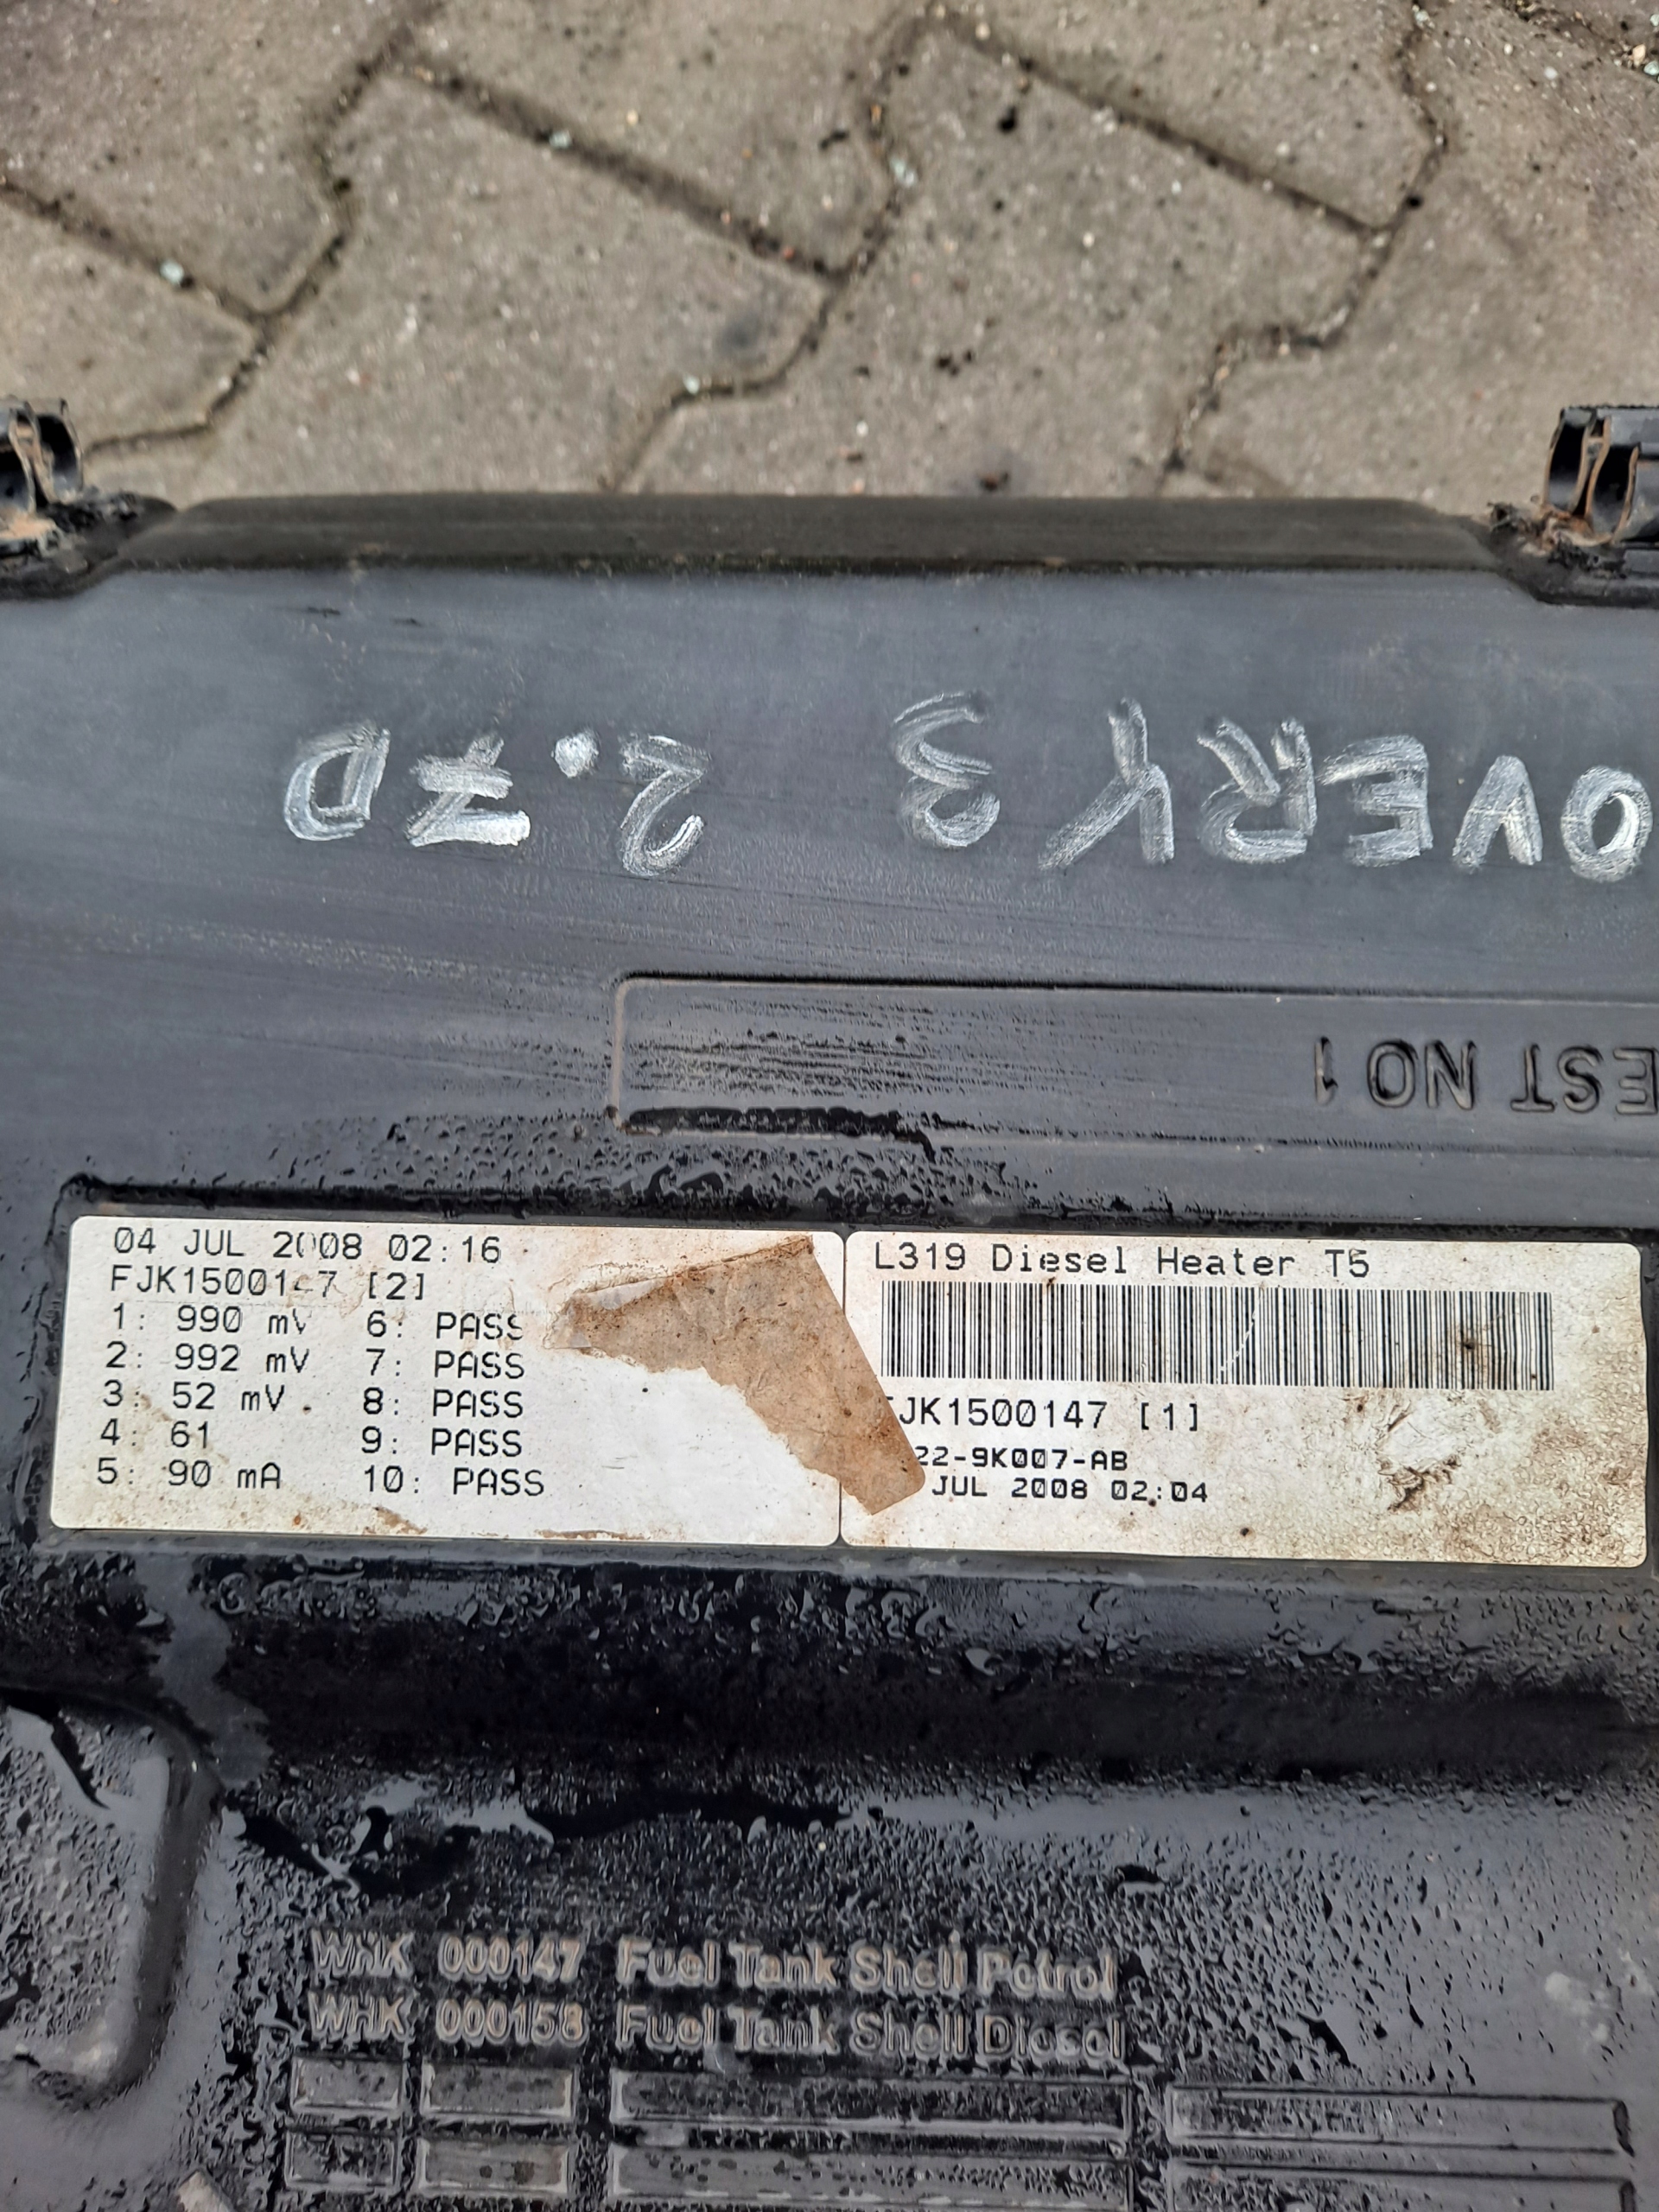 OVERY 3 2.7D
EST NO 1
04 JUL 2008 02:16
FJK1500147 [2]
1: 990 mV 6: PASS
2: 992 mV 7: PASS
3: 52 mV 8: PASS
4: 61 9: PASS
5: 90 mA 10: PASS
L319 Diesel Heater T5
FJK1500147 [1]
22-9K007-AB
JUL 2008 02:04
WHK 000147 Fuel Tank Shell Petrol
WHK 000158 Fuel Tank Shell Diesel